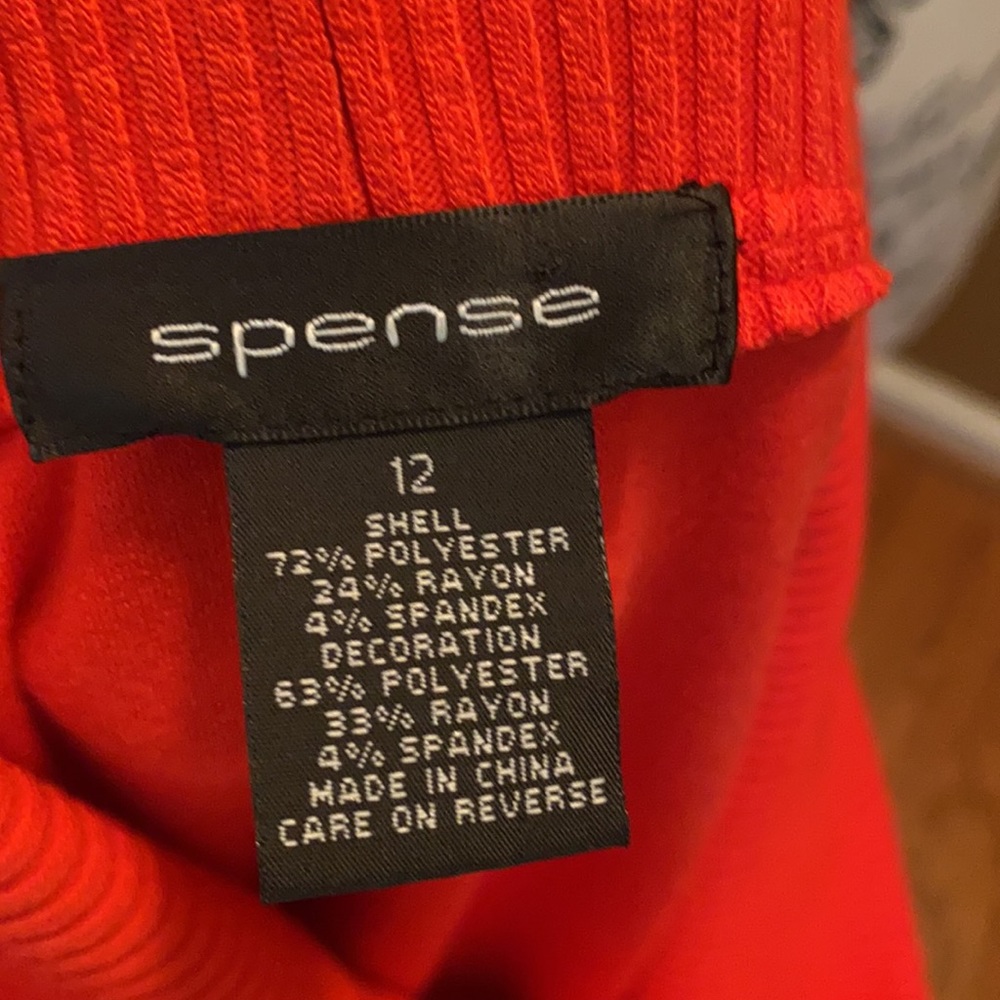 spense
12
SHELL
72% POLYESTER
24% RAYON
4% SPANDEX
DECORATION
63% POLYESTER
33% RAYON
4% SPANDEX
MADE IN CHINA
CARE ON REVERSE